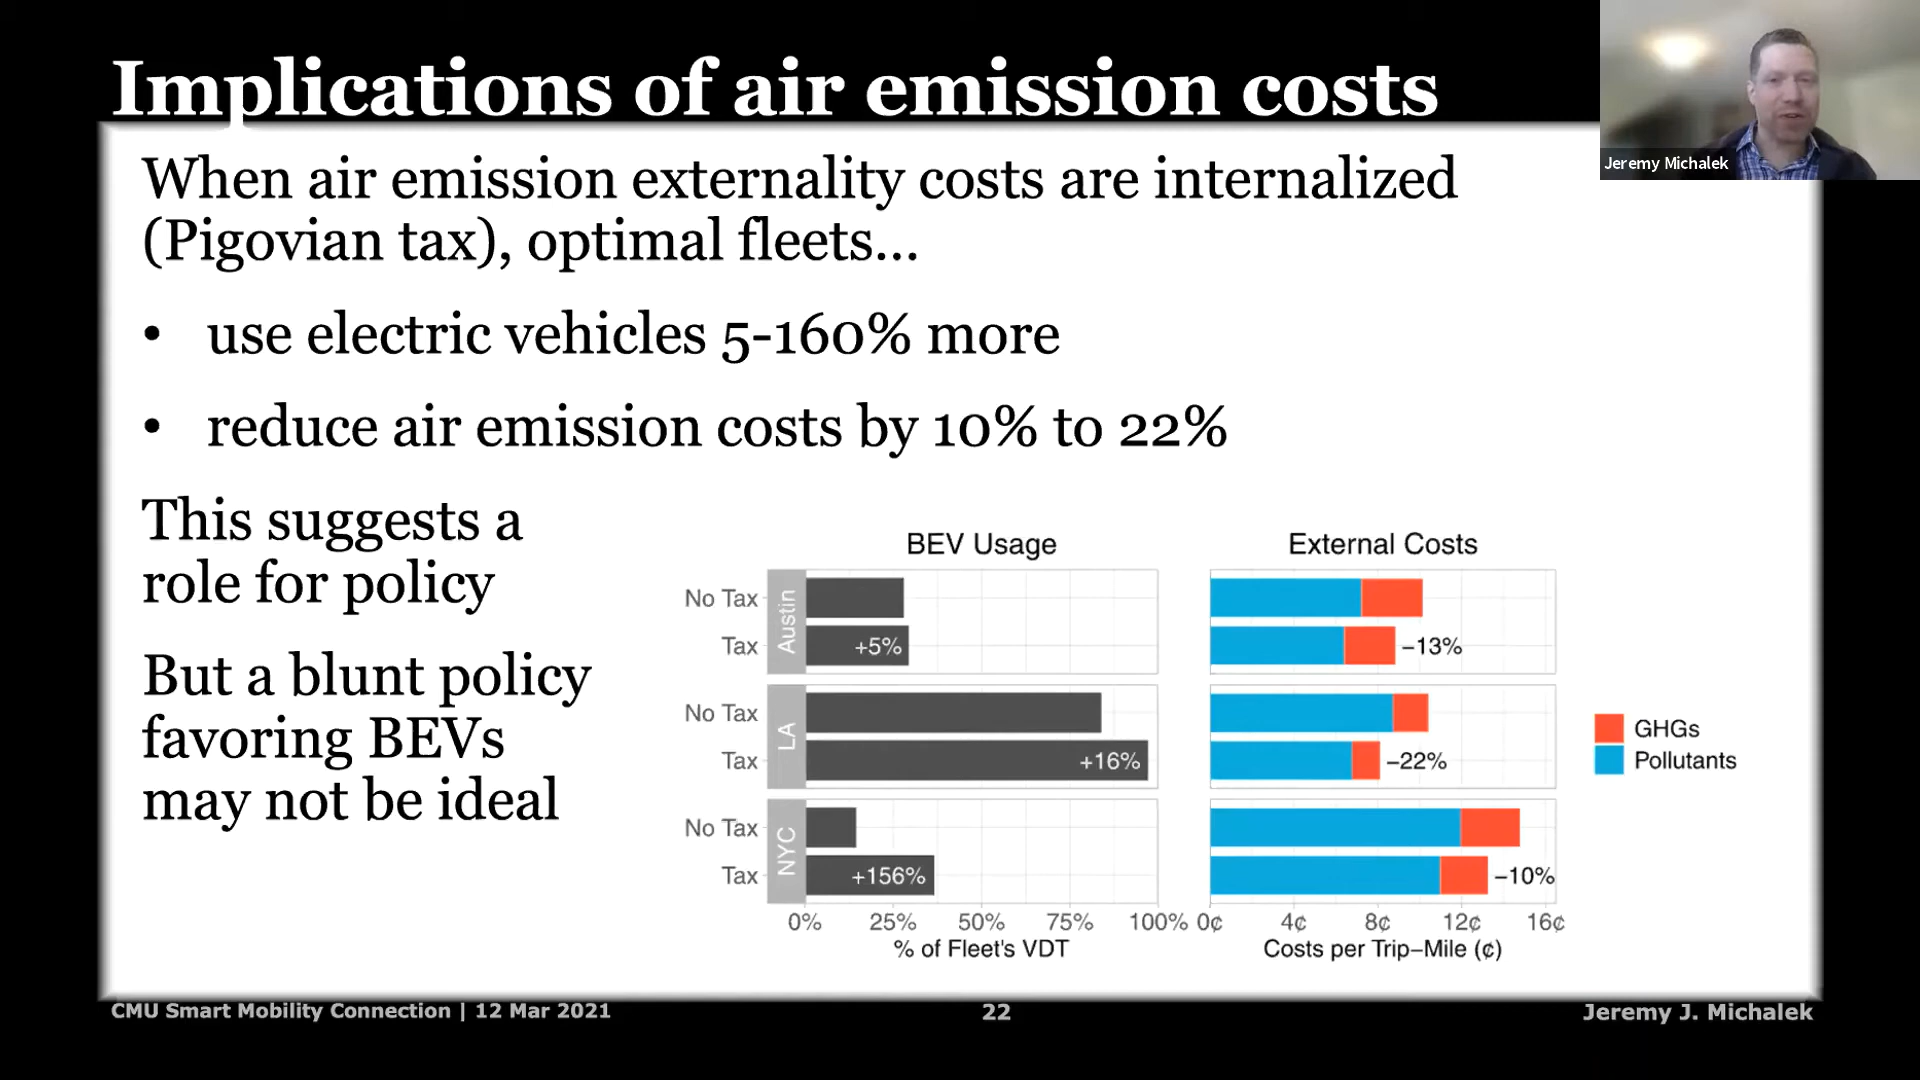 Implications of air emission costs
Jeremy Michalek
When air emission externality costs are internalized
(Pigovian tax), optimal fleets...
• use electric vehicles 5-160% more
• reduce air emission costs by 10% to 22%
This suggests a
role for policy
But a blunt policy
favoring BEVs
may not be ideal
BEV Usage
External Costs
Austin
No Tax
Tax
+5%
−13%
LA
No Tax
Tax
+16%
−22%
NYC
No Tax
Tax
+156%
−10%
0% 25% 50% 75% 100%
0¢ 4¢ 8¢ 12¢ 16¢
% of Fleet's VDT
Costs per Trip−Mile (¢)
GHGs
Pollutants
CMU Smart Mobility Connection | 12 Mar 2021
22
Jeremy J. Michalek